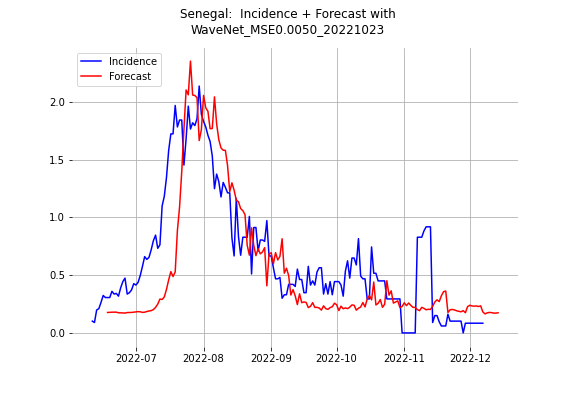 Senegal:  Incidence + Forecast with
WaveNet_MSE0.0050_20221023
Incidence
Forecast
2.0
1.5
1.0
0.5
0.0
2022-07
2022-08
2022-09
2022-10
2022-11
2022-12